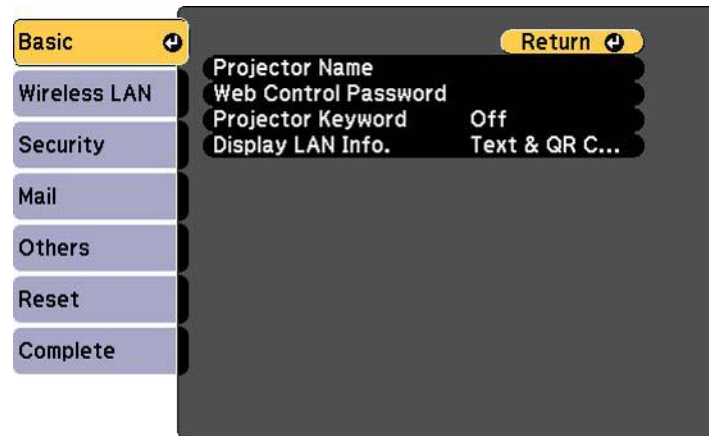 Basic
Wireless LAN
Security
Mail
Others
Reset
Complete
Return
Projector Name
Web Control Password
Projector Keyword Off
Display LAN Info. Text & QR C...